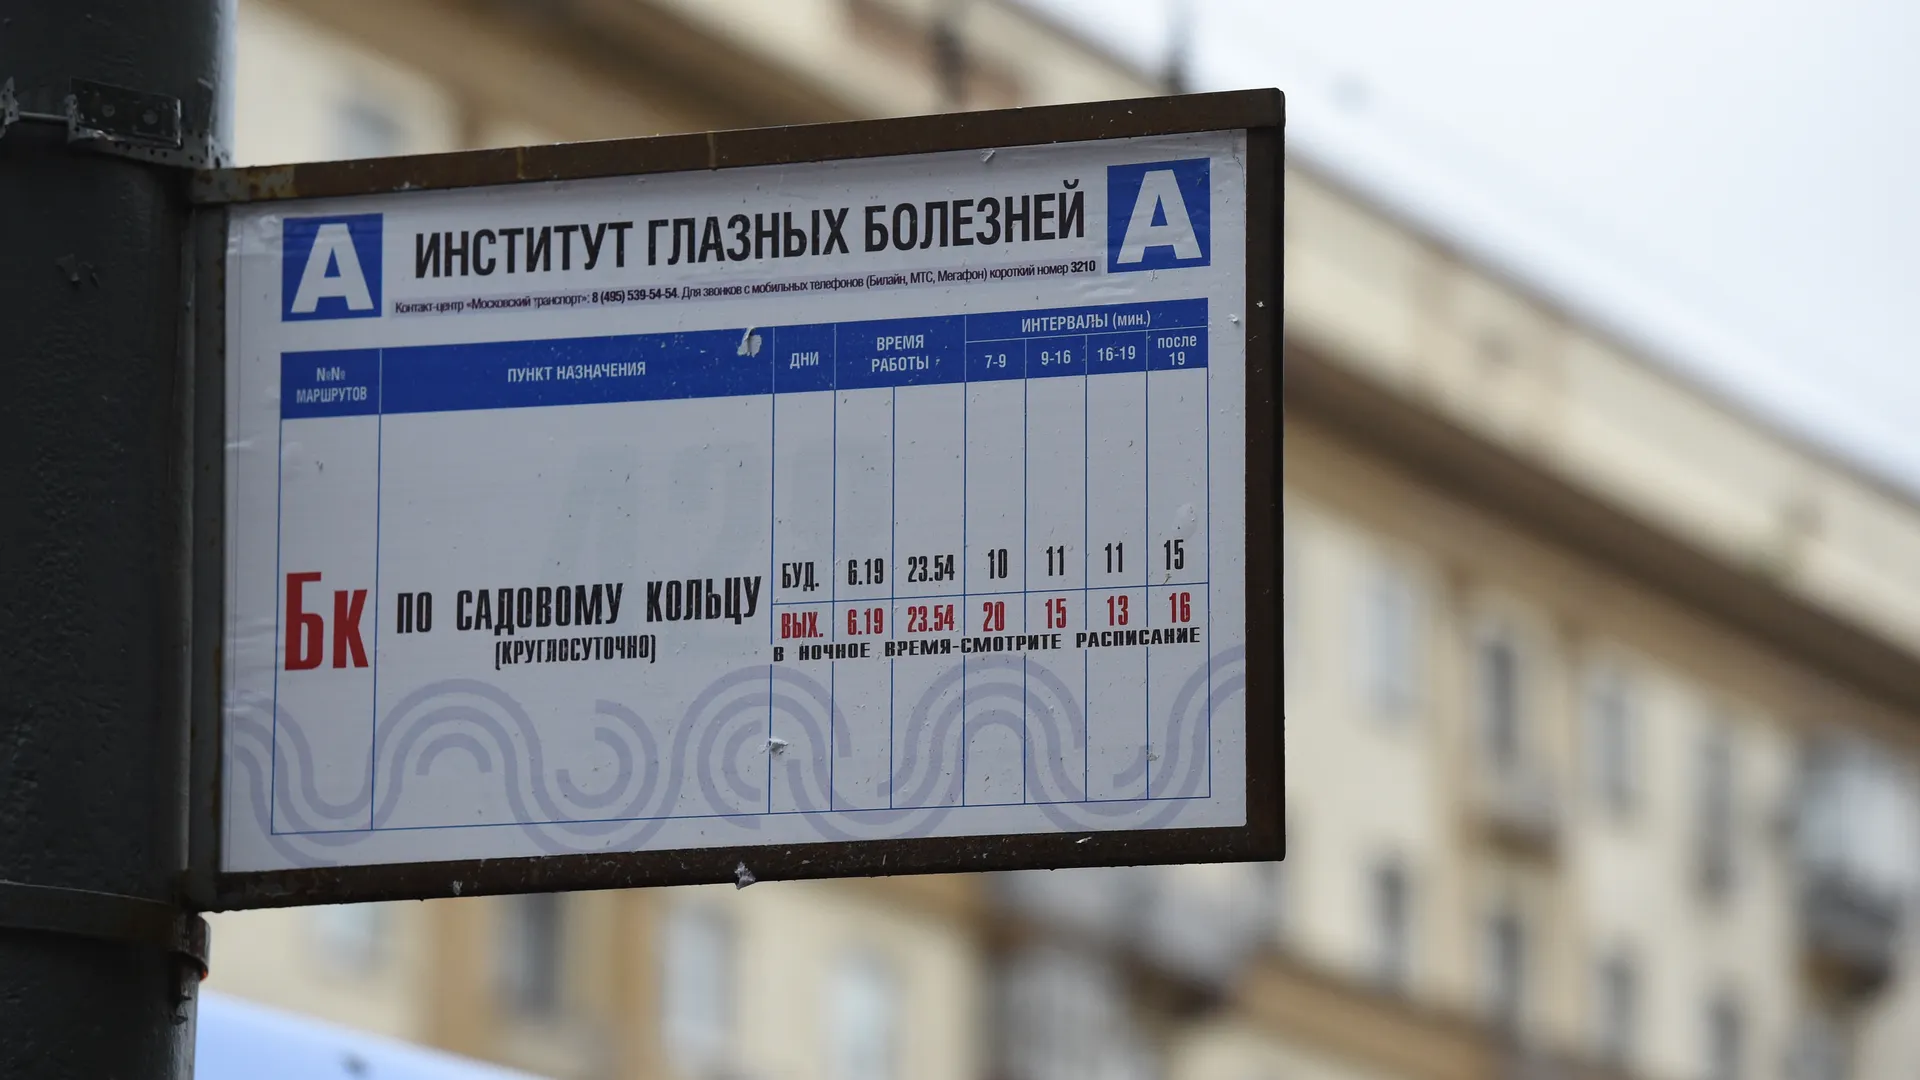 А ИНСТИТУТ ГЛАЗНЫХ БОЛЕЗНЕЙ А
Контакт-центр «Московский транспорт»: 8 (495) 539-54-54. Для звонков с мобильных телефонов (Билайн, МТС, Мегафон) короткий номер 3210
№№ МАРШРУТОВ
ПУНКТ НАЗНАЧЕНИЯ
ДНИ
ВРЕМЯ РАБОТЫ
ИНТЕРВАЛЫ (мин.)
7-9 9-16 16-19 после 19
Бк ПО САДОВОМУ КОЛЬЦУ
(КРУГЛОСУТОЧНО)
БУД. 6.19 23.54 10 11 11 15
ВЫХ. 6.19 23.54 20 15 13 16
В НОЧНОЕ ВРЕМЯ-СМОТРИТЕ РАСПИСАНИЕ